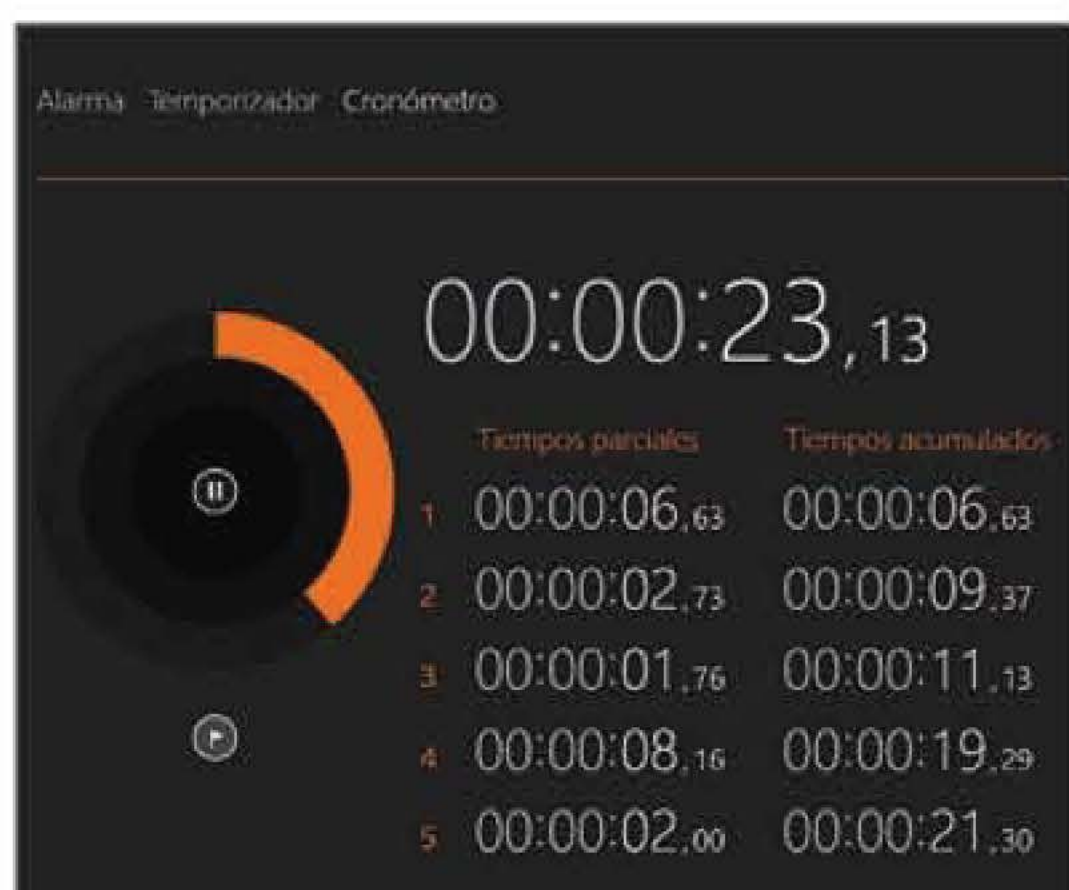 Alarma Temporizador Cronómetro
00:00:23,13
Tiempos parciales Tiempos acumulados
1 00:00:06,63 00:00:06,63
2 00:00:02,73 00:00:09,37
3 00:00:01,76 00:00:11,13
4 00:00:08,16 00:00:19,29
5 00:00:02,00 00:00:21,30